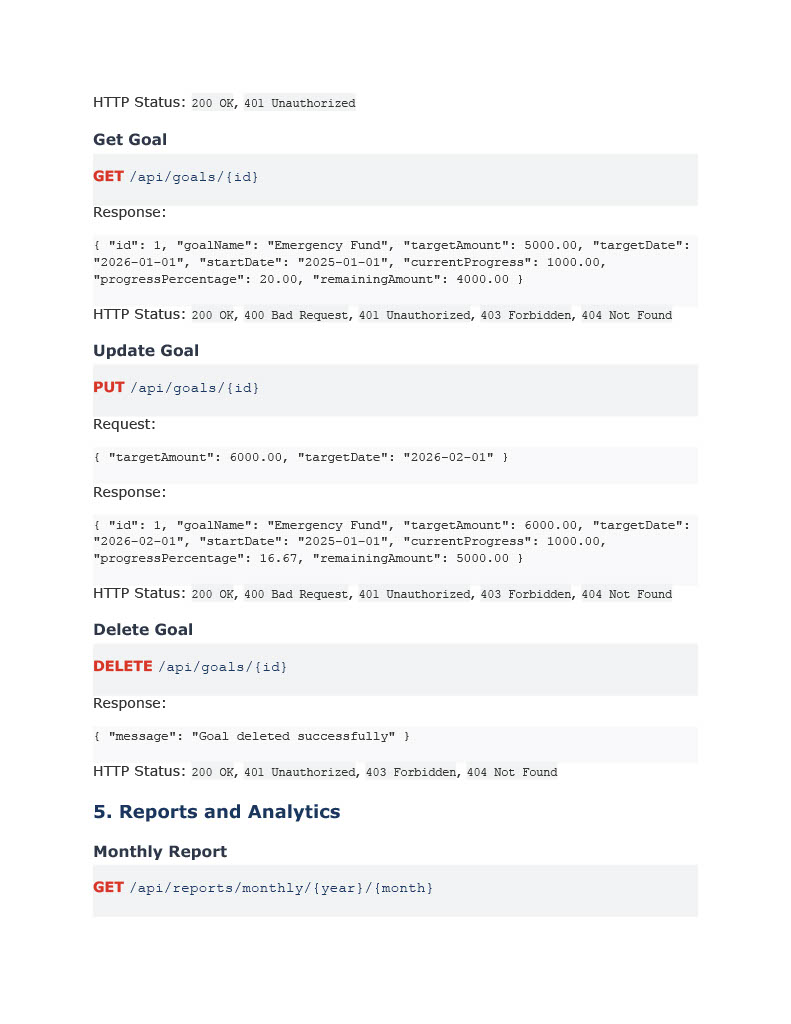 HTTP Status: 200 OK, 401 Unauthorized
Get Goal
GET /api/goals/{id}
Response:
{ "id": 1, "goalName": "Emergency Fund", "targetAmount": 5000.00, "targetDate":
"2026-01-01", "startDate": "2025-01-01", "currentProgress": 1000.00,
"progressPercentage": 20.00, "remainingAmount": 4000.00 }
HTTP Status: 200 OK, 400 Bad Request, 401 Unauthorized, 403 Forbidden, 404 Not Found
Update Goal
PUT /api/goals/{id}
Request:
{ "targetAmount": 6000.00, "targetDate": "2026-02-01" }
Response:
{ "id": 1, "goalName": "Emergency Fund", "targetAmount": 6000.00, "targetDate":
"2026-02-01", "startDate": "2025-01-01", "currentProgress": 1000.00,
"progressPercentage": 16.67, "remainingAmount": 5000.00 }
HTTP Status: 200 OK, 400 Bad Request, 401 Unauthorized, 403 Forbidden, 404 Not Found
Delete Goal
DELETE /api/goals/{id}
Response:
{ "message": "Goal deleted successfully" }
HTTP Status: 200 OK, 401 Unauthorized, 403 Forbidden, 404 Not Found
5. Reports and Analytics
Monthly Report
GET /api/reports/monthly/{year}/{month}